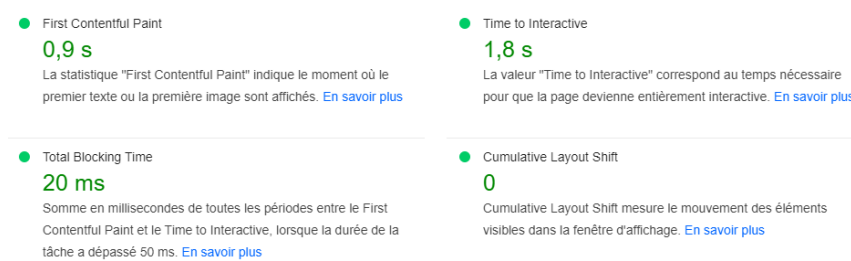 First Contentful Paint
0,9 s
La statistique "First Contentful Paint" indique le moment où le
premier texte ou la première image sont affichés. En savoir plus
Time to Interactive
1,8 s
La valeur "Time to Interactive" correspond au temps nécessaire
pour que la page devienne entièrement interactive. En savoir plus
Total Blocking Time
20 ms
Somme en millisecondes de toutes les périodes entre le First
Contentful Paint et le Time to Interactive, lorsque la durée de la
tâche a dépassé 50 ms. En savoir plus
Cumulative Layout Shift
0
Cumulative Layout Shift mesure le mouvement des éléments
visibles dans la fenêtre d'affichage. En savoir plus